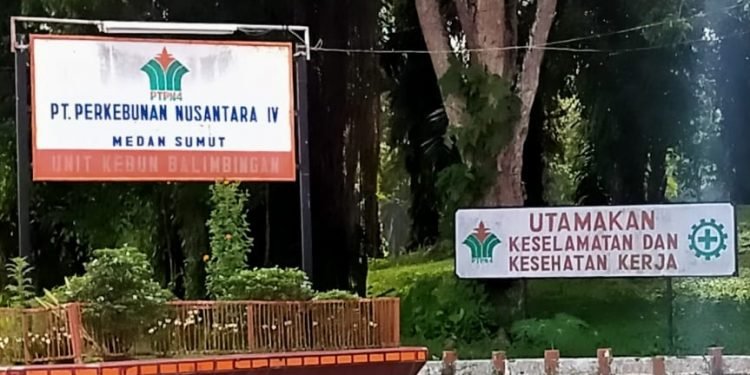 PTPN4
PT. PERKEBUNAN NUSANTARA IV
MEDAN SUMUT
UNIT KEBUN BALIMBINGAN
UTAMAKAN
KESELAMATAN DAN
KESEHATAN KERJA
PTPN4